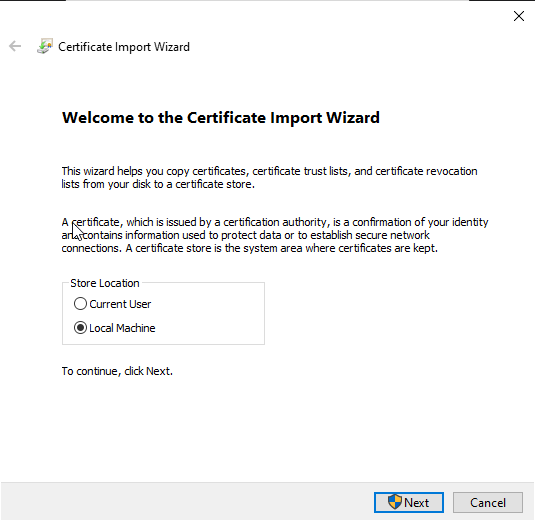 Certificate Import Wizard
Welcome to the Certificate Import Wizard
This wizard helps you copy certificates, certificate trust lists, and certificate revocation
lists from your disk to a certificate store.
A certificate, which is issued by a certification authority, is a confirmation of your identity
and contains information used to protect data or to establish secure network
connections. A certificate store is the system area where certificates are kept.
Store Location
Current User
Local Machine
To continue, click Next.
Next
Cancel